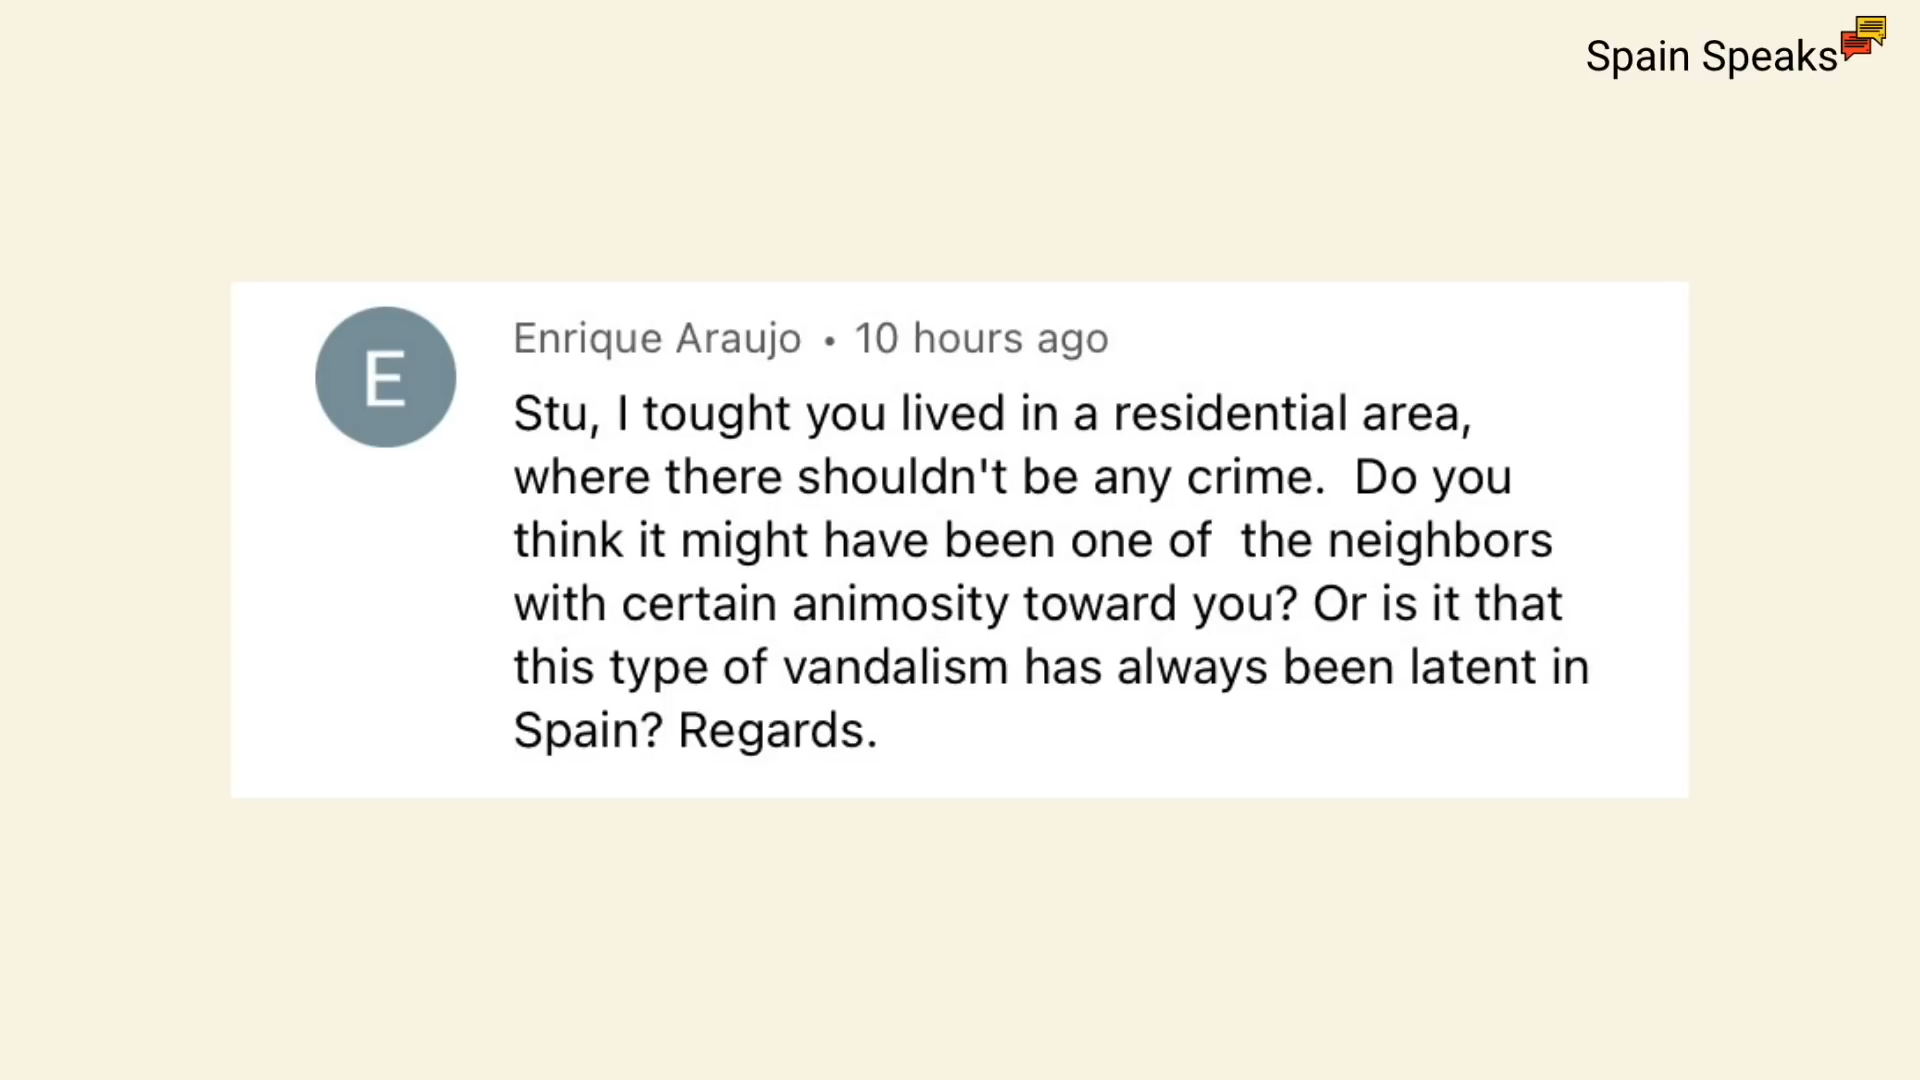 Spain Speaks
Enrique Araujo • 10 hours ago
Stu, I tought you lived in a residential area,
where there shouldn't be any crime.  Do you
think it might have been one of  the neighbors
with certain animosity toward you? Or is it that
this type of vandalism has always been latent in
Spain? Regards.
E